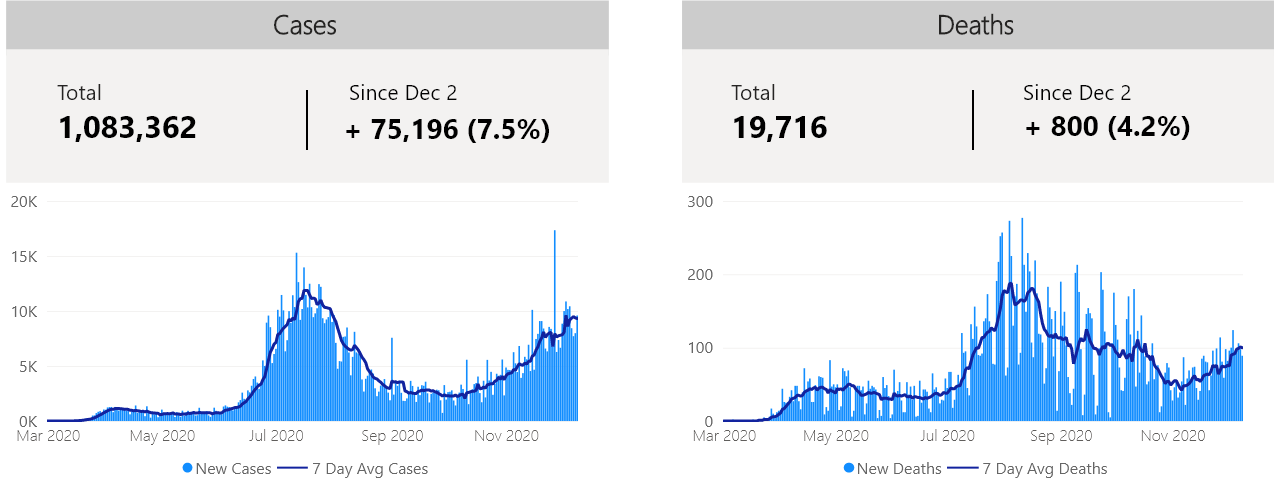 Cases
Total
1,083,362
Since Dec 2
+ 75,196 (7.5%)
20K
15K
10K
5K
0K
Mar 2020 May 2020 Jul 2020 Sep 2020 Nov 2020
New Cases 7 Day Avg Cases
Deaths
Total
19,716
Since Dec 2
+ 800 (4.2%)
300
200
100
0
Mar 2020 May 2020 Jul 2020 Sep 2020 Nov 2020
New Deaths 7 Day Avg Deaths